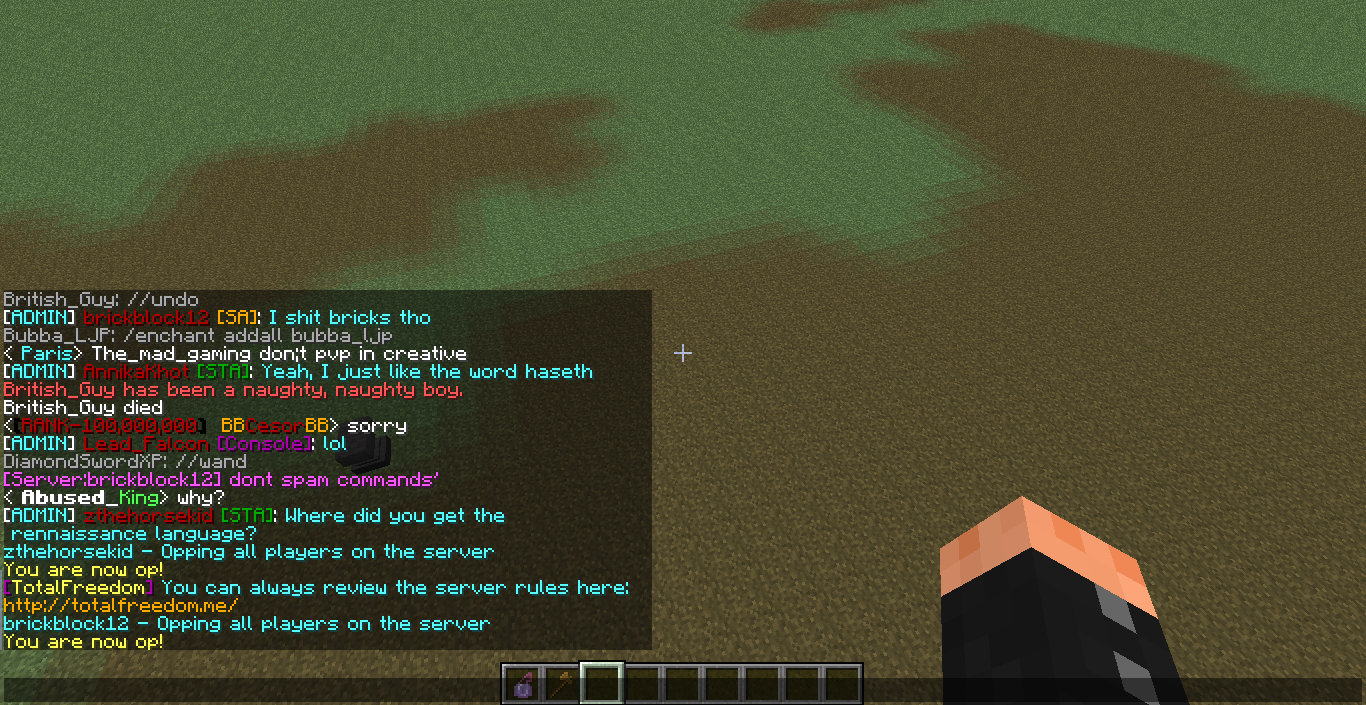 British_Guy: //undo
[ADMIN] brickblock12 [SA]: I shit bricks tho
Bubba_LJP: /enchant addall bubba_ljp
< Paris> The_mad_gaming don;t pvp in creative
[ADMIN] AnnikaKhot [STA]: Yeah, I just like the word haseth
British_Guy has been a naughty, naughty boy.
British_Guy died
<[RANK-100,000,000] BBCesorBB> sorry
[ADMIN] Lead_Falcon [Console]: lol
DiamondSwordXP: //wand
[Server:brickblock12] dont spam commands'
< Abused_King> why?
[ADMIN] zthehorsekid [STA]: Where did you get the
rennaissance language?
zthehorsekid - Opping all players on the server
You are now op!
[TotalFreedom] You can always review the server rules here:
http://totalfreedom.me/
brickblock12 - Opping all players on the server
You are now op!